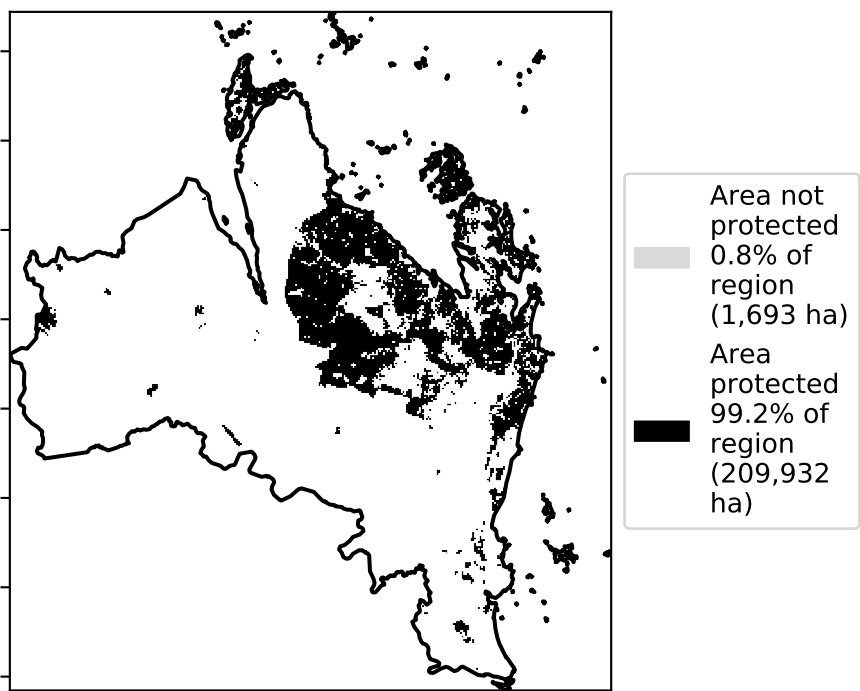 Area not
protected
0.8% of
region
(1,693 ha)
Area
protected
99.2% of
region
(209,932
ha)